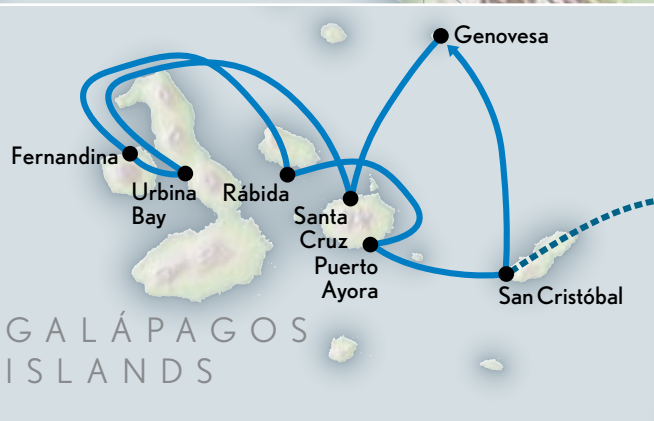 Genovesa
Fernandina
Urbina
Bay
Rábida
Santa
Cruz
Puerto
Ayora
San Cristóbal
GALÁPAGOS
ISLANDS